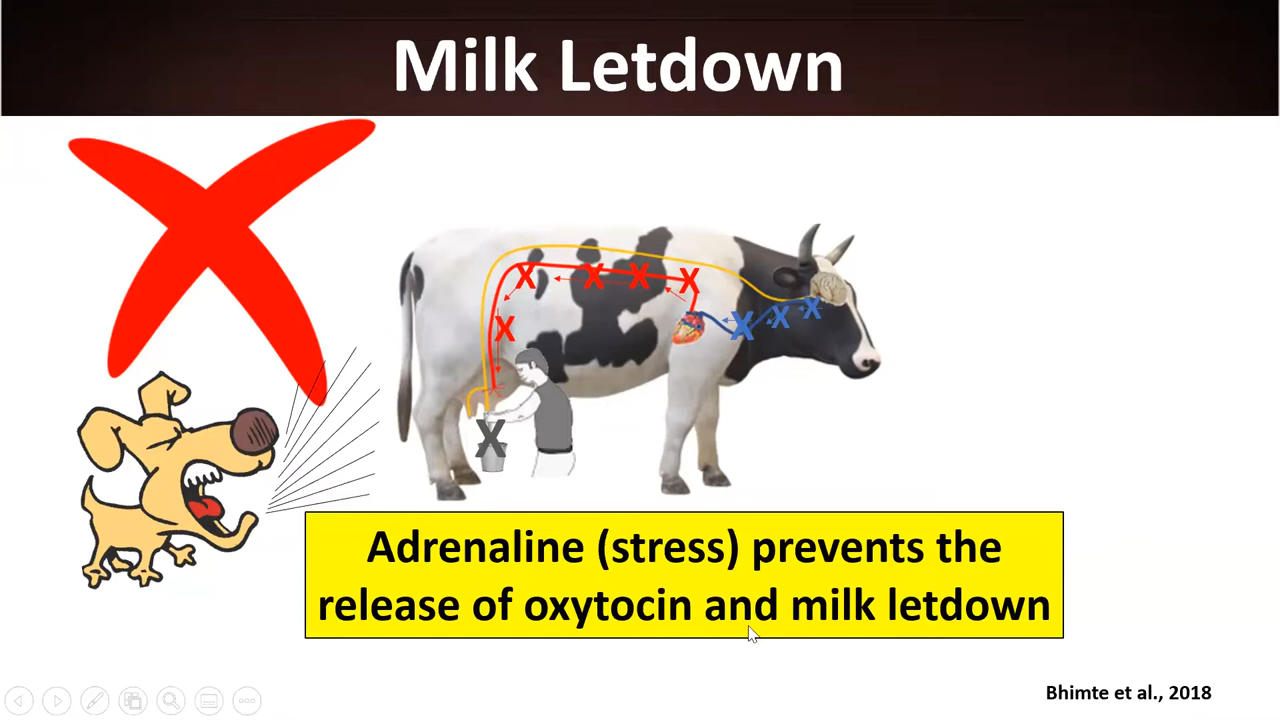 Milk Letdown
X X X X
X
X X X
X
Adrenaline (stress) prevents the
release of oxytocin and milk letdown
Bhimte et al., 2018